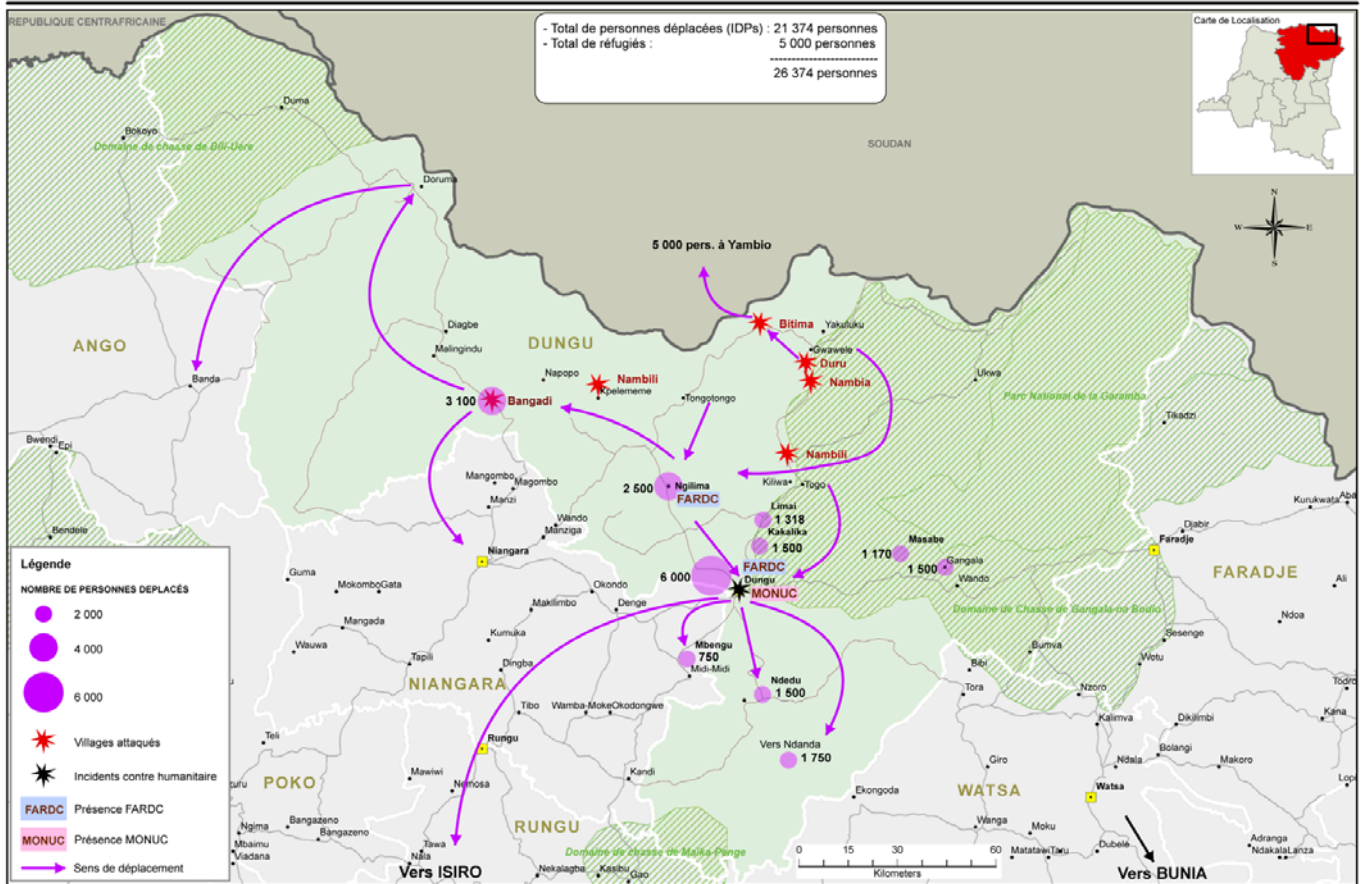 REPUBLIQUE CENTRAFRICAINE
- Total de personnes déplacées (IDPs) : 21 374 personnes
- Total de réfugiés : 5 000 personnes
-----------------------
26 374 personnes
Carte de Localisation
SOUDAN
N
W E
S
Duma
Bokoyo
Domaine de chasse de Bili-Uere
Doruma
5 000 pers. à Yambio
Bitima
Yakuluku
Gwawele
Duru
Nambia
ANGO
DUNGU
Diagbe
Malingindu
Napopo
Nambili
Kpelememe
Tongotongo
Ukwa
Parc National de la Garamba
Tikadzi
Banda
3 100
Bangadi
Bwendi
Epi
Nambili
Kiliwa
Togo
Mangombo
Magombo
Manzi
2 500
Ngilima
FARDC
Limai
1 318
Kakalika
1 500
Kurukwata
Aba
Bendele
Wando
Manziga
Niangara
Masabe
1 170
1 500
Gangala
Wando
Djabir
Faradje
FARADJE
Légende
NOMBRE DE PERSONNES DEPLACÉS
2 000
4 000
6 000
Villages attaqués
Incidents contre humanitaire
FARDC
Présence FARDC
MONUC
Présence MONUC
Sens de déplacement
Guma
MokomboGata
Okondo
6 000
FARDC
Dungu
MONUC
Ali
Domaine de Chasse de Gangala na Bodio
Makilimbo
Denge
Ndoa
Mangada
Wauwa
Kumuka
Tapili
Dingba
NIANGARA
Mbengu
750
Midi-Midi
Sesenge
Bumva
Wotu
Bibi
Tora
Nzoro
Ndedu
1 500
Todro
Tibo
Wamba-MokeOkodongwe
Kana
Kalimva
Dikilimbi
Teli
Rungu
Vers Ndanda
1 750
Bolangi
Giro
Ndala
Makoro
POKO
Mawiwi
Nemosa
Kandi
Ekongoda
WATSA
Watsa
zuru
Ngima
Bangazeno
Bangazeno
Mbaimu
Viadana
RUNGU
Wanga
Moku
Adranga
Tawa
Nala
Domaine de chasse de Maika-Penge
Dubele
NdakalaLanza
Vers ISIRO
Nekalagba
Kasibu
Gao
0 15 30 60
Kilometers
Vers BUNIA